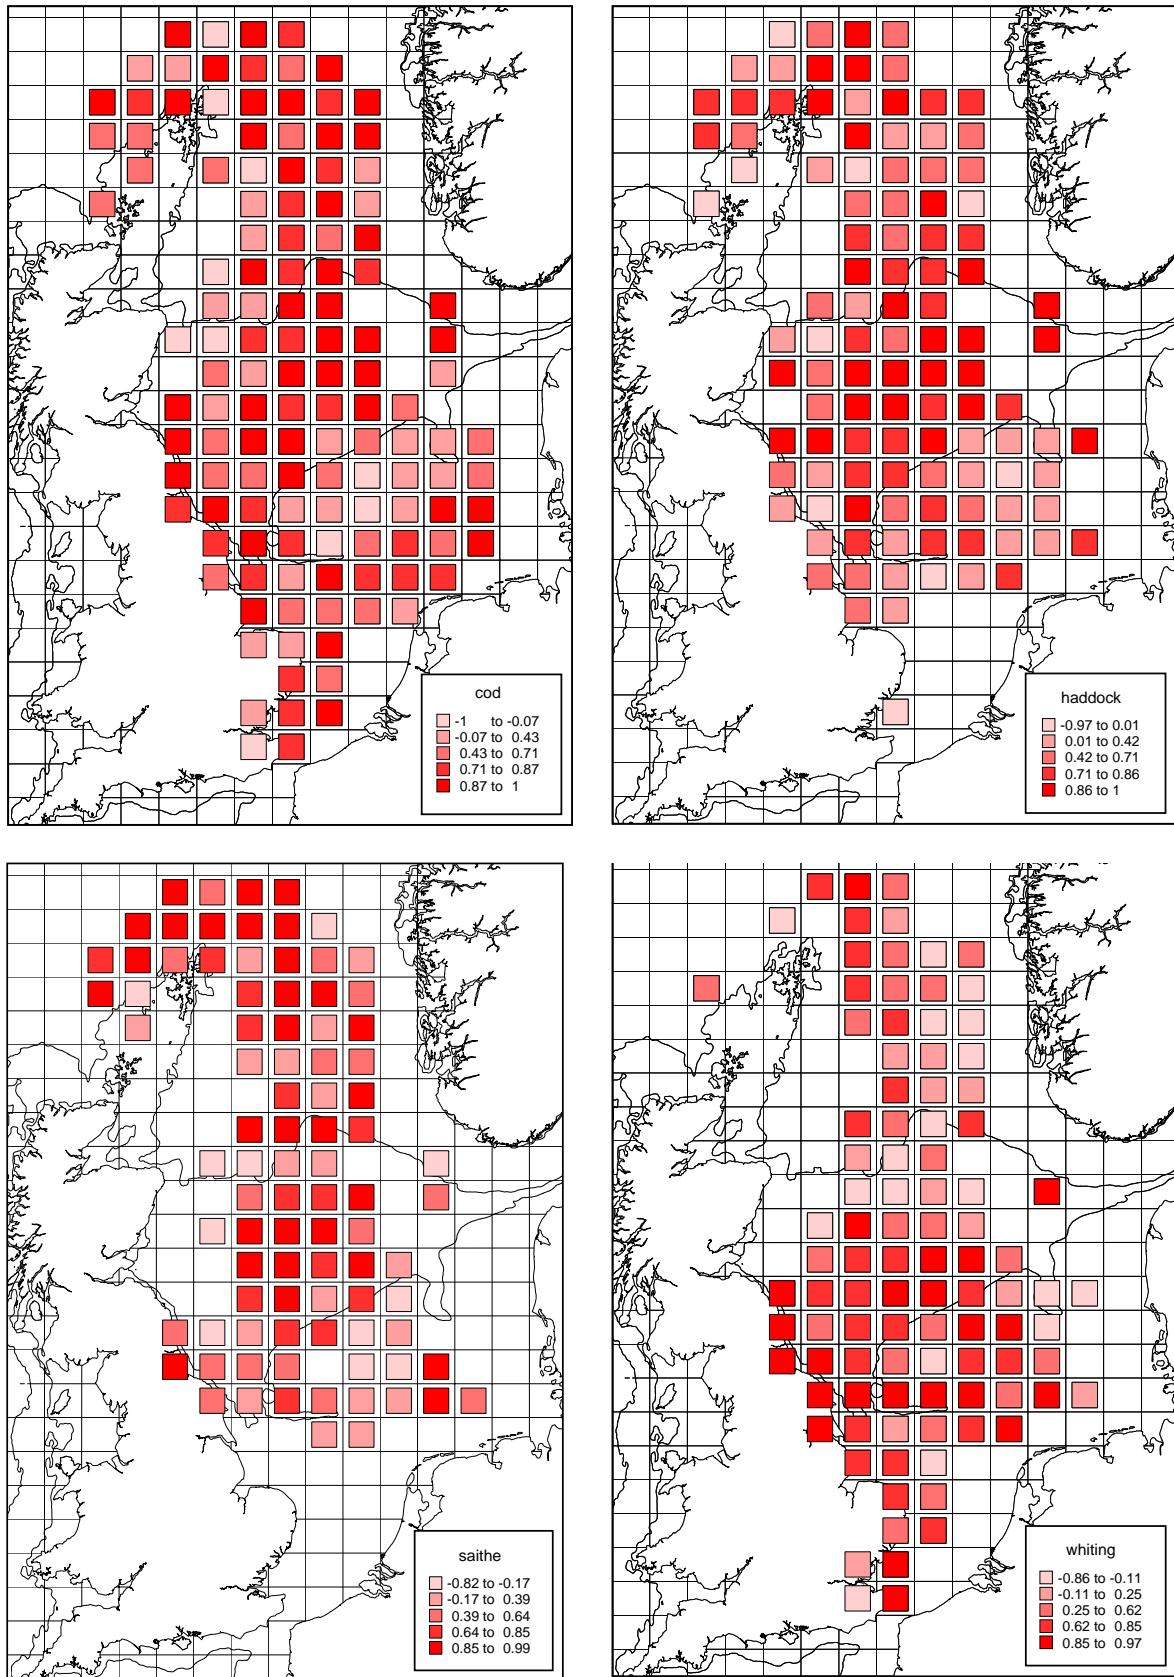 cod
-1 to -0.07
-0.07 to 0.43
0.43 to 0.71
0.71 to 0.87
0.87 to 1
haddock
-0.97 to 0.01
0.01 to 0.42
0.42 to 0.71
0.71 to 0.86
0.86 to 1
saithe
-0.82 to -0.17
-0.17 to 0.39
0.39 to 0.64
0.64 to 0.85
0.85 to 0.99
whiting
-0.86 to -0.11
-0.11 to 0.25
0.25 to 0.62
0.62 to 0.85
0.85 to 0.97